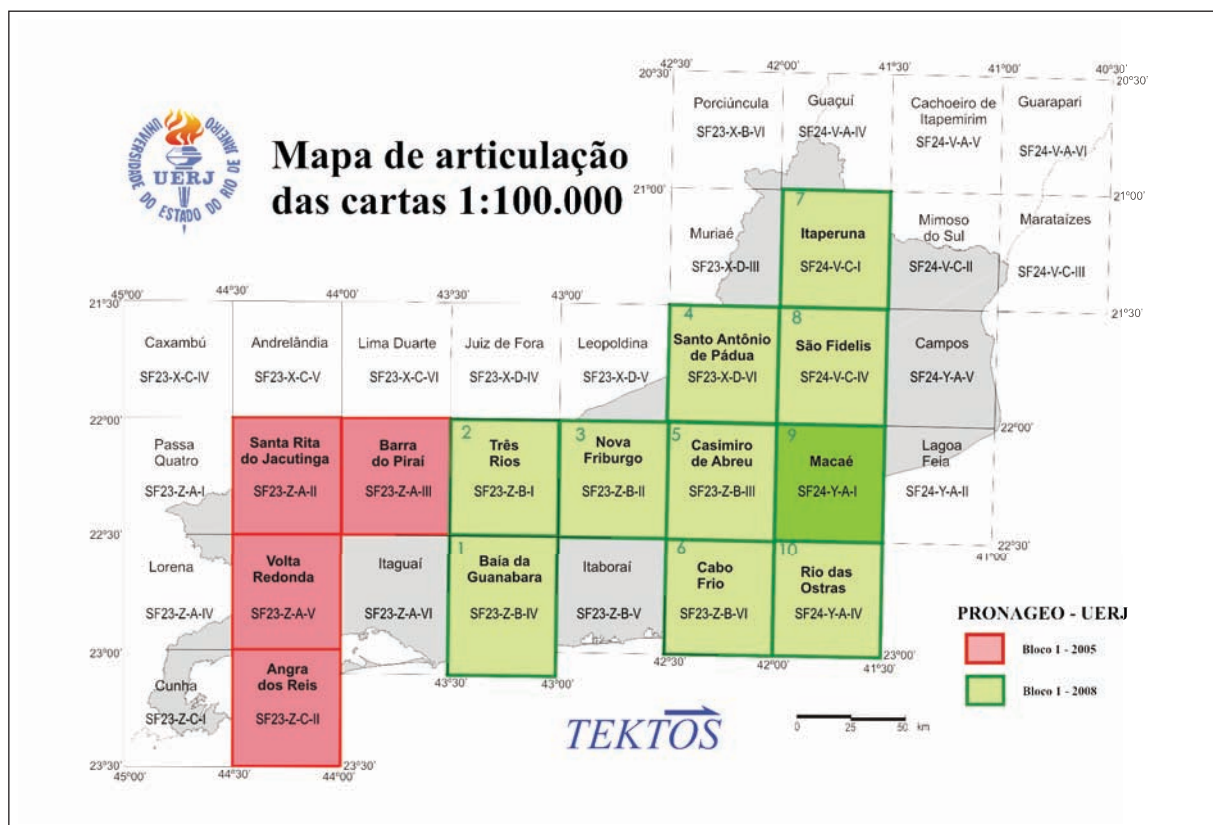 42°30'
42°00'
41°30'
41°00'
40°30'
20°30'
20°30'
Porciúncula
SF23-X-B-VI
Guaçuí
SF24-V-A-IV
Cachoeiro de
Itapemirim
SF24-V-A-V
Guarapari
SF24-V-A-VI
UNIVERSIDADE DO ESTADO DO RIO DE JANEIRO
UERJ
Mapa de articulação
das cartas 1:100.000
21°00'
21°00'
Muriaé
SF23-X-D-III
7
Itaperuna
SF24-V-C-I
Mimoso
do Sul
SF24-V-C-II
Marataízes
SF24-V-C-III
45°00'
44°30'
44°00'
43°30'
43°00'
21°30'
21°30'
Caxambú
SF23-X-C-IV
Andrelândia
SF23-X-C-V
Lima Duarte
SF23-X-C-VI
Juiz de Fora
SF23-X-D-IV
Leopoldina
SF23-X-D-V
4
Santo Antônio
de Pádua
SF23-X-D-VI
8
São Fidelis
SF24-V-C-IV
Campos
SF24-Y-A-V
22°00'
22°00'
Passa
Quatro
SF23-Z-A-I
Santa Rita
do Jacutinga
SF23-Z-A-II
Barra
do Piraí
SF23-Z-A-III
2
Três
Rios
SF23-Z-B-I
3
Nova
Friburgo
SF23-Z-B-II
5
Casimiro
de Abreu
SF23-Z-B-III
9
Macaé
SF24-Y-A-I
Lagoa
Feia
SF24-Y-A-II
22°30'
22°30'
41°00'
Lorena
SF23-Z-A-IV
Volta
Redonda
SF23-Z-A-V
Itaguaí
SF23-Z-A-VI
1
Baía da
Guanabara
SF23-Z-B-IV
Itaboraí
SF23-Z-B-V
6
Cabo
Frio
SF23-Z-B-VI
10
Rio das
Ostras
SF24-Y-A-IV
23°00'
23°00'
43°30'
43°00'
42°30'
42°00'
41°30'
Cunha
SF23-Z-C-I
Angra
dos Reis
SF23-Z-C-II
23°30'
23°30'
45°00'
44°30'
44°00'
PRONAGEO - UERJ
Bloco 1 - 2005
Bloco 1 - 2008
TEKTOS
0 25 50 km